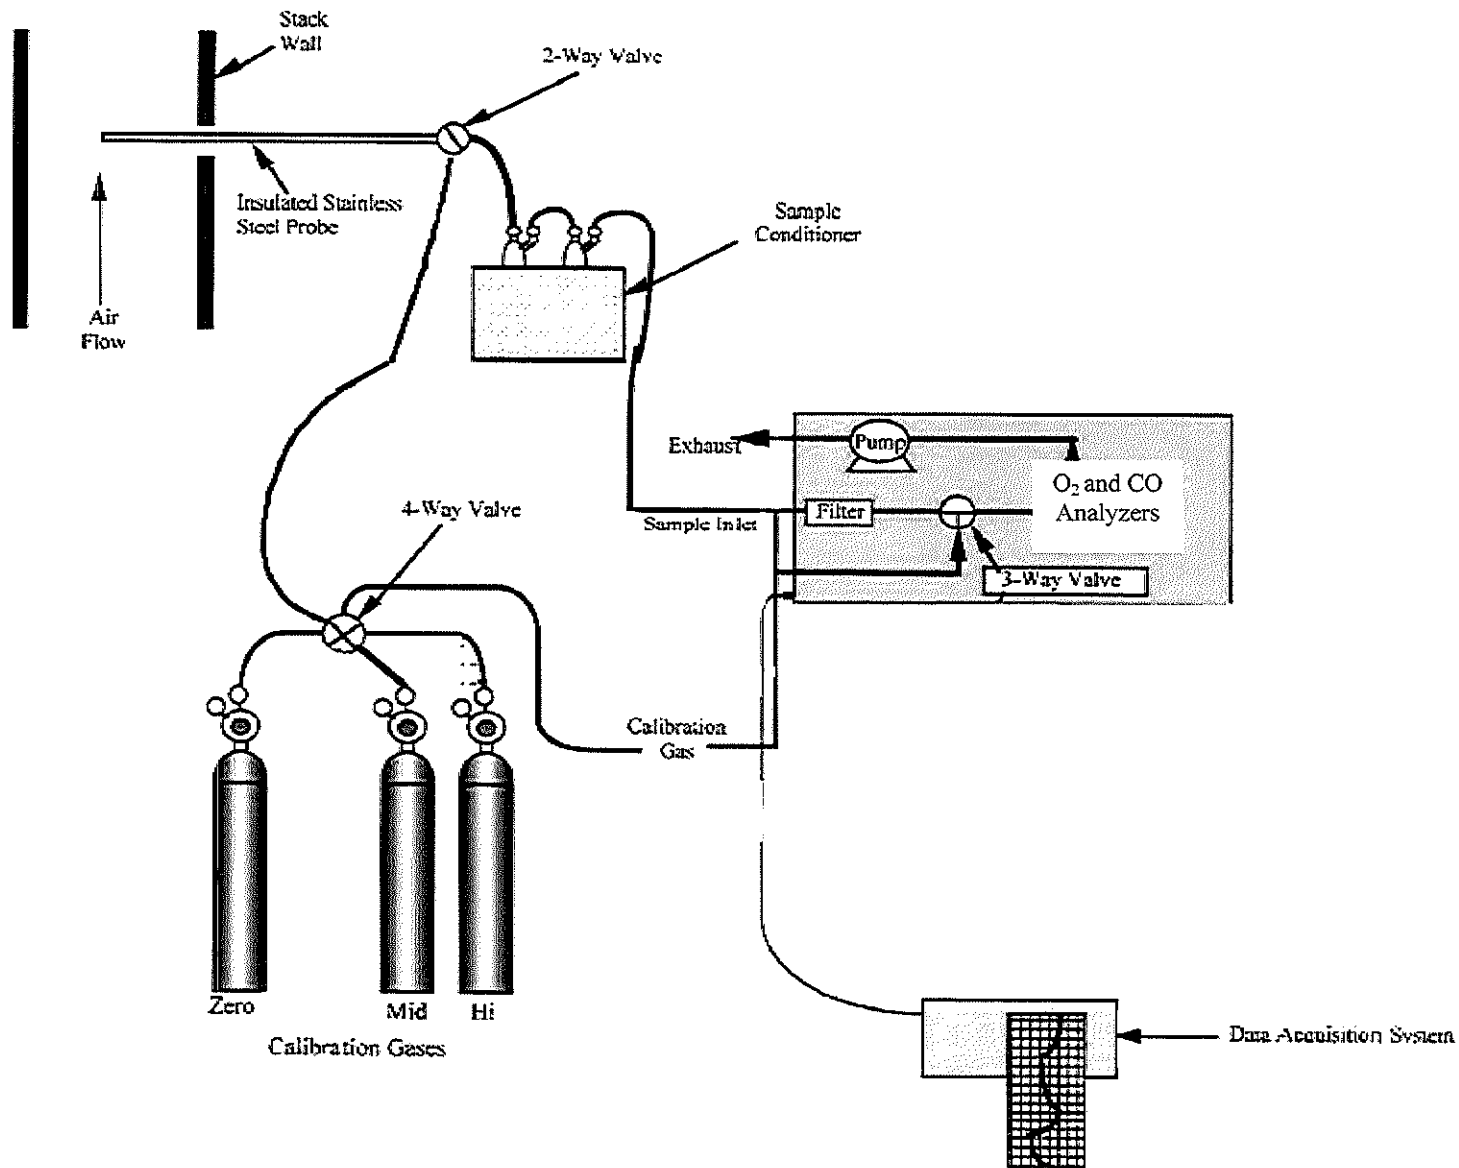 Stack
Wall
2-Way Valve
Insulated Stainless
Steel Probe
Sample
Conditioner
Air
Flow
Exhaust
Pump
O₂ and CO
Analyzers
4-Way Valve
Sample Inlet
Filter
3-Way Valve
Calibration
Gas
Zero
Mid
Hi
Calibration Gases
Data Acquisition System